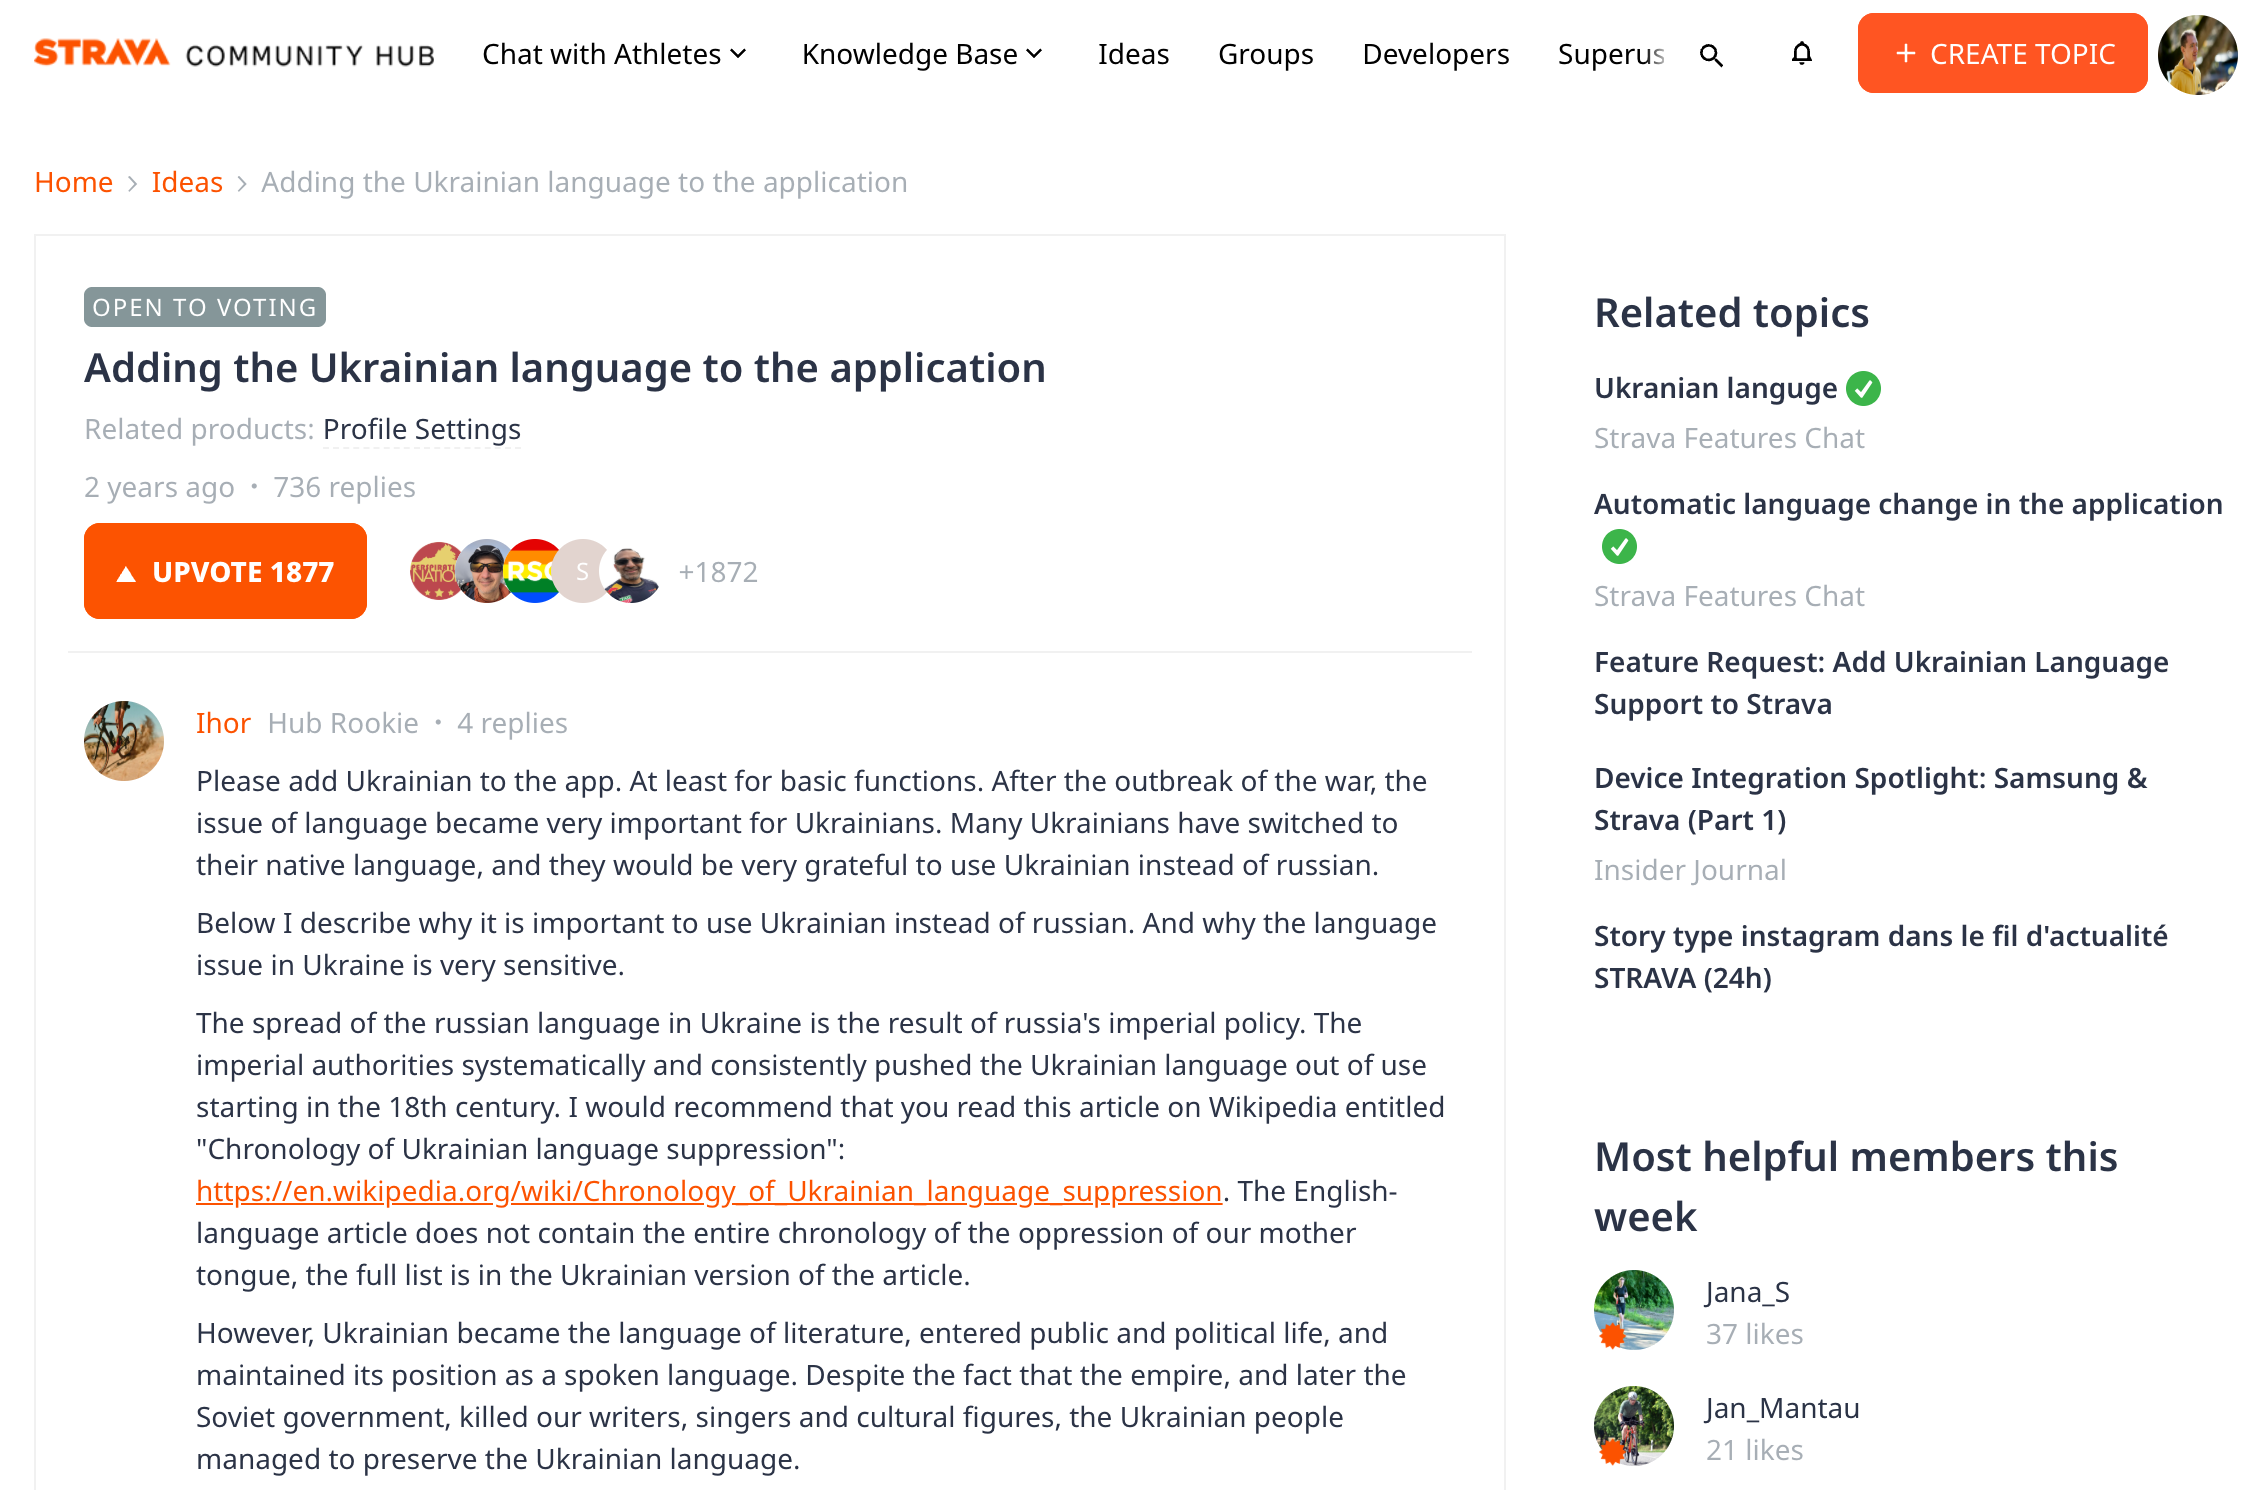 STRAVA COMMUNITY HUB
Chat with Athletes
Knowledge Base
Ideas
Groups
Developers
Superus
+ CREATE TOPIC
Home > Ideas > Adding the Ukrainian language to the application
OPEN TO VOTING
Adding the Ukrainian language to the application
Related products: Profile Settings
2 years ago • 736 replies
▲ UPVOTE 1877
NATIO
RSC
S
+1872
Ihor Hub Rookie • 4 replies
Please add Ukrainian to the app. At least for basic functions. After the outbreak of the war, the
issue of language became very important for Ukrainians. Many Ukrainians have switched to
their native language, and they would be very grateful to use Ukrainian instead of russian.
Below I describe why it is important to use Ukrainian instead of russian. And why the language
issue in Ukraine is very sensitive.
The spread of the russian language in Ukraine is the result of russia's imperial policy. The
imperial authorities systematically and consistently pushed the Ukrainian language out of use
starting in the 18th century. I would recommend that you read this article on Wikipedia entitled
"Chronology of Ukrainian language suppression":
https://en.wikipedia.org/wiki/Chronology_of_Ukrainian_language_suppression. The English-
language article does not contain the entire chronology of the oppression of our mother
tongue, the full list is in the Ukrainian version of the article.
However, Ukrainian became the language of literature, entered public and political life, and
maintained its position as a spoken language. Despite the fact that the empire, and later the
Soviet government, killed our writers, singers and cultural figures, the Ukrainian people
managed to preserve the Ukrainian language.
Related topics
Ukranian languge
Strava Features Chat
Automatic language change in the application
Strava Features Chat
Feature Request: Add Ukrainian Language
Support to Strava
Device Integration Spotlight: Samsung &
Strava (Part 1)
Insider Journal
Story type instagram dans le fil d'actualité
STRAVA (24h)
Most helpful members this
week
Jana_S
37 likes
Jan_Mantau
21 likes